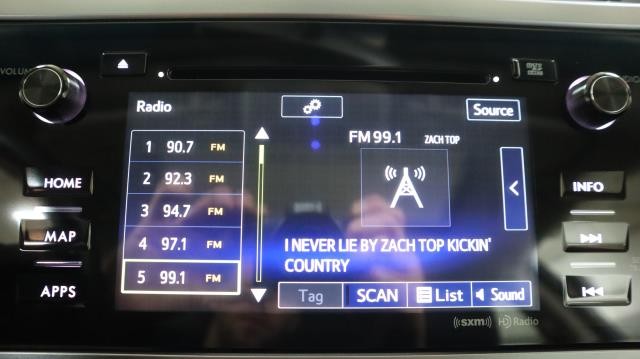 VOLUME
Radio
Source
1 90.7 FM
2 92.3 FM
3 94.7 FM
4 97.1 FM
5 99.1 FM
FM 99.1 ZACH TOP
I NEVER LIE BY ZACH TOP KICKIN'
COUNTRY
Tag SCAN List Sound
HOME
MAP
APPS
INFO
((sxm)) HD Radio